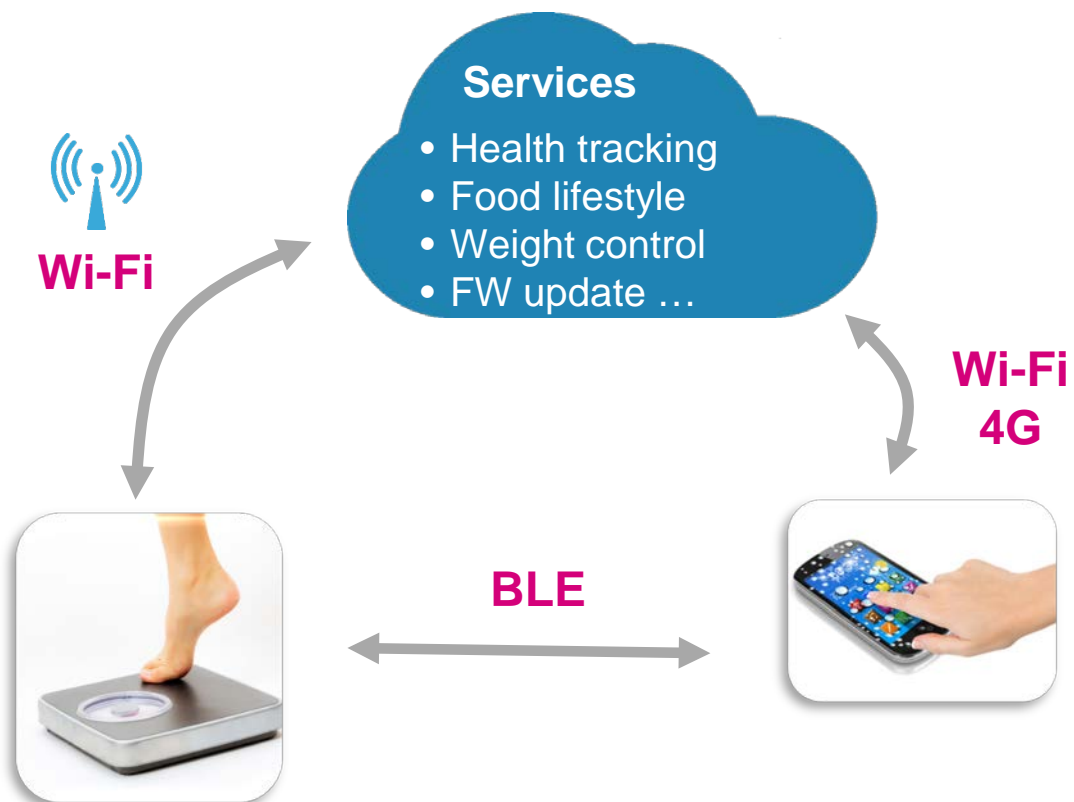 Services
• Health tracking
• Food lifestyle
• Weight control
• FW update …
Wi-Fi
Wi-Fi
4G
BLE